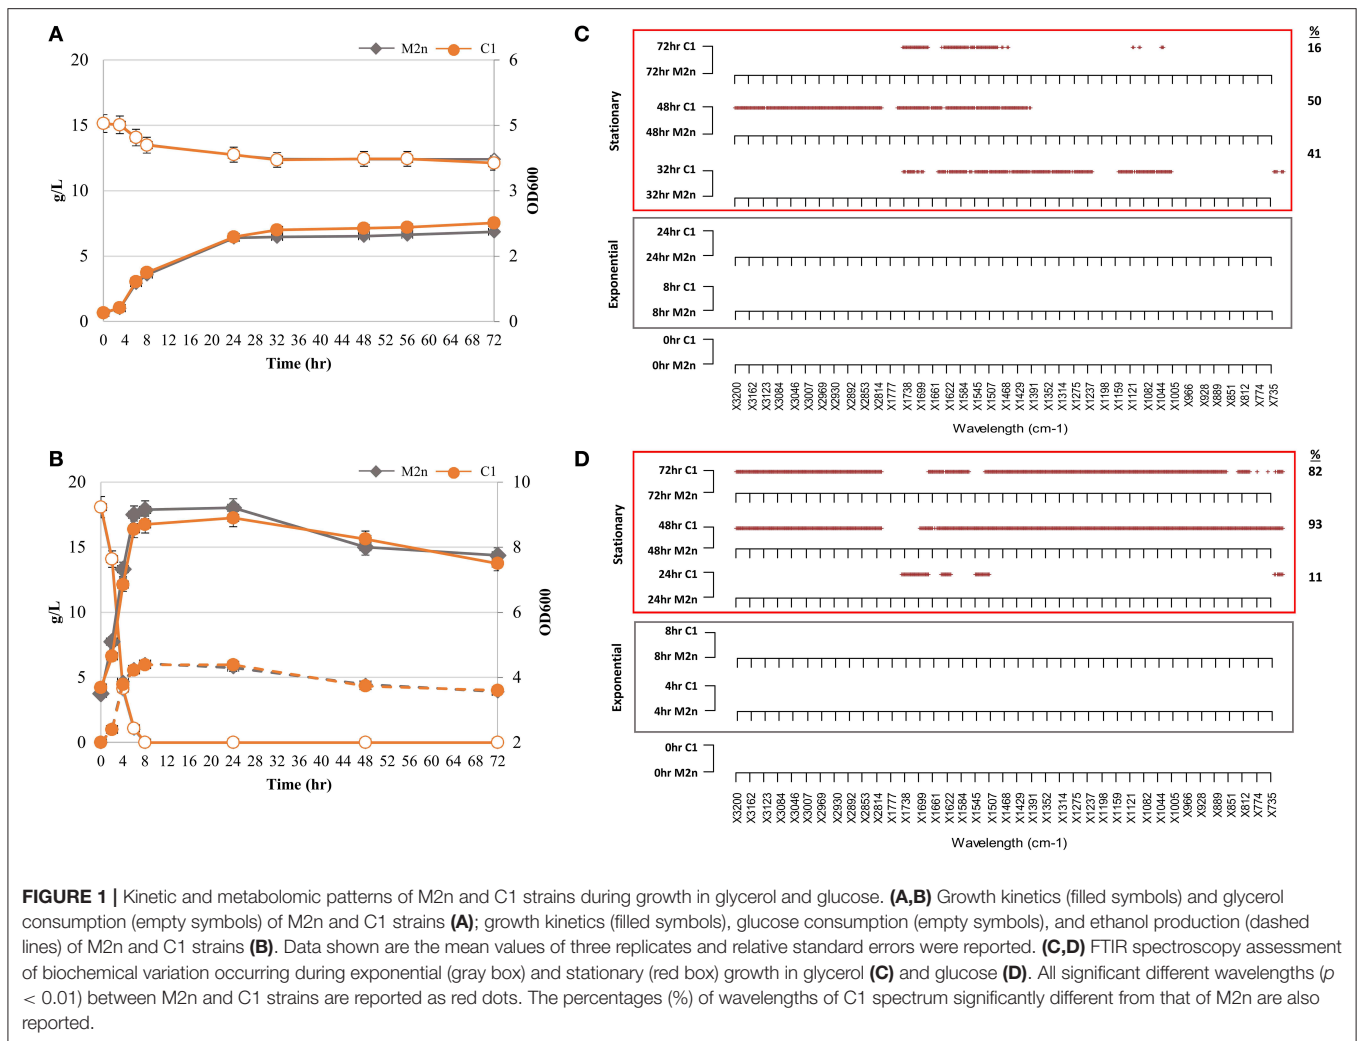 A
M2n C1
20
15
10
5
0
g/L
6
5
3
2
0
OD600
0 4 8 12 16 20 24 28 32 36 40 44 48 52 56 60 64 68 72
Time (hr)
C
%
72hr C1
16
72hr M2n
48hr C1
50
48hr M2n
41
32hr C1
32hr M2n
Stationary
24hr C1
24hr M2n
8hr C1
8hr M2n
Exponential
0hr C1
0hr M2n
X3200 X3162 X3123 X3084 X3046 X3007 X2969 X2930 X2892 X2853 X2814 X1777 X1738 X1699 X1661 X1622 X1584 X1545 X1507 X1468 X1429 X1391 X1352 X1314 X1275 X1237 X1198 X1159 X1121 X1082 X1044 X1005 X966 X928 X889 X851 X812 X774 X735
Wavelength (cm-1)
B
M2n C1
20
15
10
5
0
g/L
10
8
6
4
2
OD600
0 4 8 12 16 20 24 28 32 36 40 44 48 52 56 60 64 68 72
Time (hr)
D
%
72hr C1
82
72hr M2n
48hr C1
93
48hr M2n
24hr C1
11
24hr M2n
Stationary
8hr C1
8hr M2n
4hr C1
4hr M2n
Exponential
0hr C1
0hr M2n
X3200 X3162 X3123 X3084 X3046 X3007 X2969 X2930 X2892 X2853 X2814 X1777 X1738 X1699 X1661 X1622 X1584 X1545 X1507 X1468 X1429 X1391 X1352 X1314 X1275 X1237 X1198 X1159 X1121 X1082 X1044 X1005 X966 X928 X889 X851 X812 X774 X735
Wavelength (cm-1)
FIGURE 1 | Kinetic and metabolomic patterns of M2n and C1 strains during growth in glycerol and glucose. (A,B) Growth kinetics (filled symbols) and glycerol
consumption (empty symbols) of M2n and C1 strains (A); growth kinetics (filled symbols), glucose consumption (empty symbols), and ethanol production (dashed
lines) of M2n and C1 strains (B). Data shown are the mean values of three replicates and relative standard errors were reported. (C,D) FTIR spectroscopy assessment
of biochemical variation occurring during exponential (gray box) and stationary (red box) growth in glycerol (C) and glucose (D). All significant different wavelengths (p
< 0.01) between M2n and C1 strains are reported as red dots. The percentages (%) of wavelengths of C1 spectrum significantly different from that of M2n are also
reported.